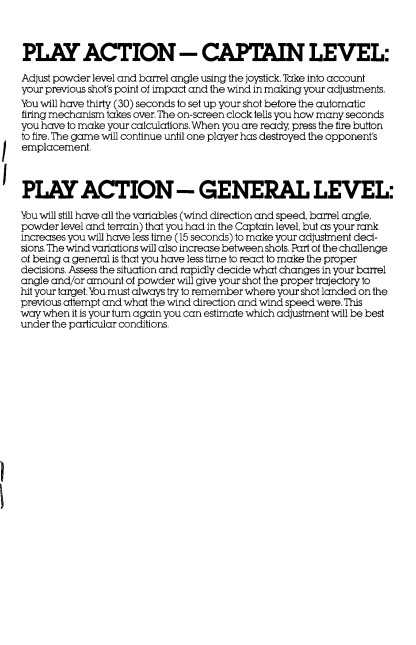 PLAY ACTION — CAPTAIN LEVEL:
Adjust powder level and barrel angle using the joystick. Take into account
your previous shot's point of impact and the wind in making your adjustments.
You will have thirty (30) seconds to set up your shot before the automatic
firing mechanism takes over. The on-screen clock tells you how many seconds
you have to make your calculations. When you are ready, press the fire button
to fire. The game will continue until one player has destroyed the opponent's
emplacement.
PLAY ACTION — GENERAL LEVEL:
You will still have all the variables (wind direction and speed, barrel angle,
powder level and terrain) that you had in the Captain level, but as your rank
increases you will have less time (15 seconds) to make your adjustment deci-
sions. The wind variations will also increase between shots. Part of the challenge
of being a general is that you have less time to react to make the proper
decisions. Assess the situation and rapidly decide what changes in your barrel
angle and/or amount of powder will give your shot the proper trajectory to
hit your target. You must always try to remember where your shot landed on the
previous attempt and what the wind direction and wind speed were. This
way when it is your turn again you can estimate which adjustment will be best
under the particular conditions.